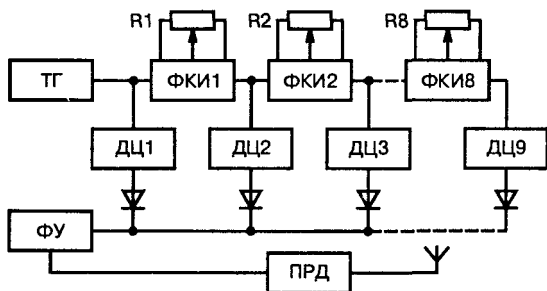 R1 R2 R8
ТГ ФКИ1 ФКИ2 ФКИ8
ДЦ1 ДЦ2 ДЦ3 ДЦ9
ФУ
ПРД